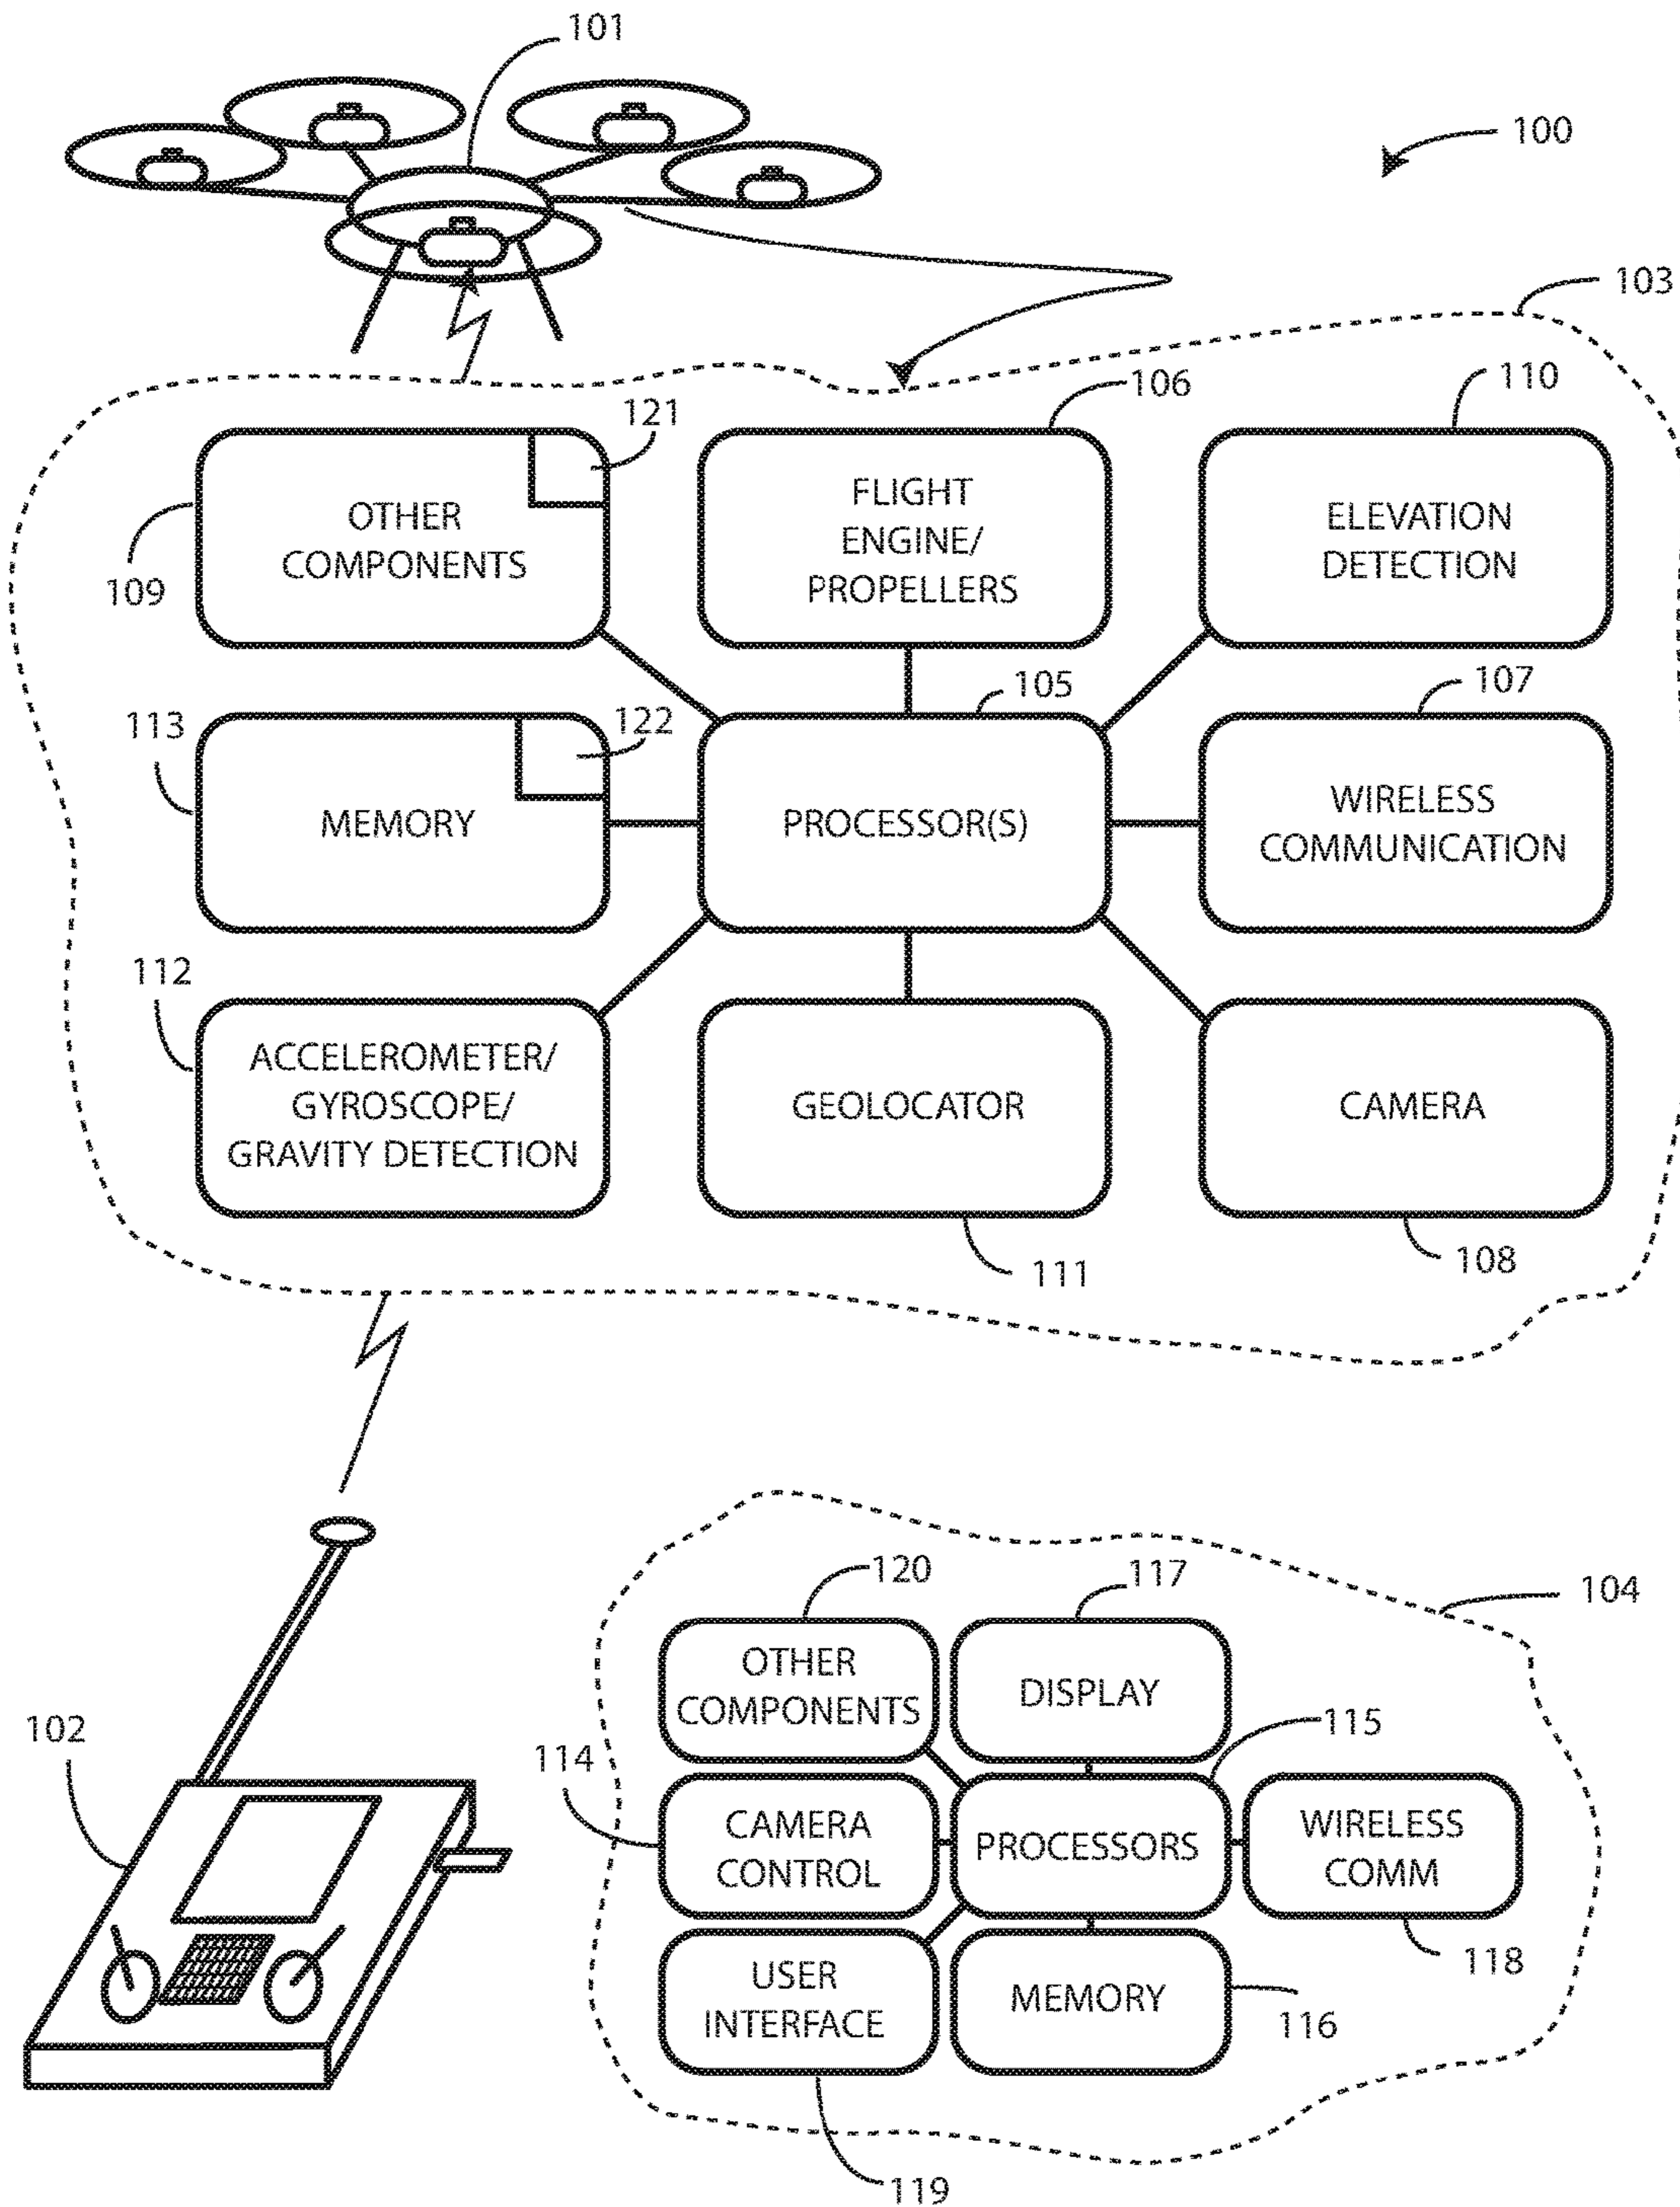 101
100
103
106
110
121
OTHER
COMPONENTS
109
FLIGHT
ENGINE/
PROPELLERS
ELEVATION
DETECTION
105
107
113
122
MEMORY
PROCESSOR(S)
WIRELESS
COMMUNICATION
112
ACCELEROMETER/
GYROSCOPE/
GRAVITY DETECTION
GEOLOCATOR
CAMERA
111
108
120
117
104
OTHER
COMPONENTS
DISPLAY
102
115
114
CAMERA
CONTROL
PROCESSORS
WIRELESS
COMM
118
USER
INTERFACE
MEMORY
116
119